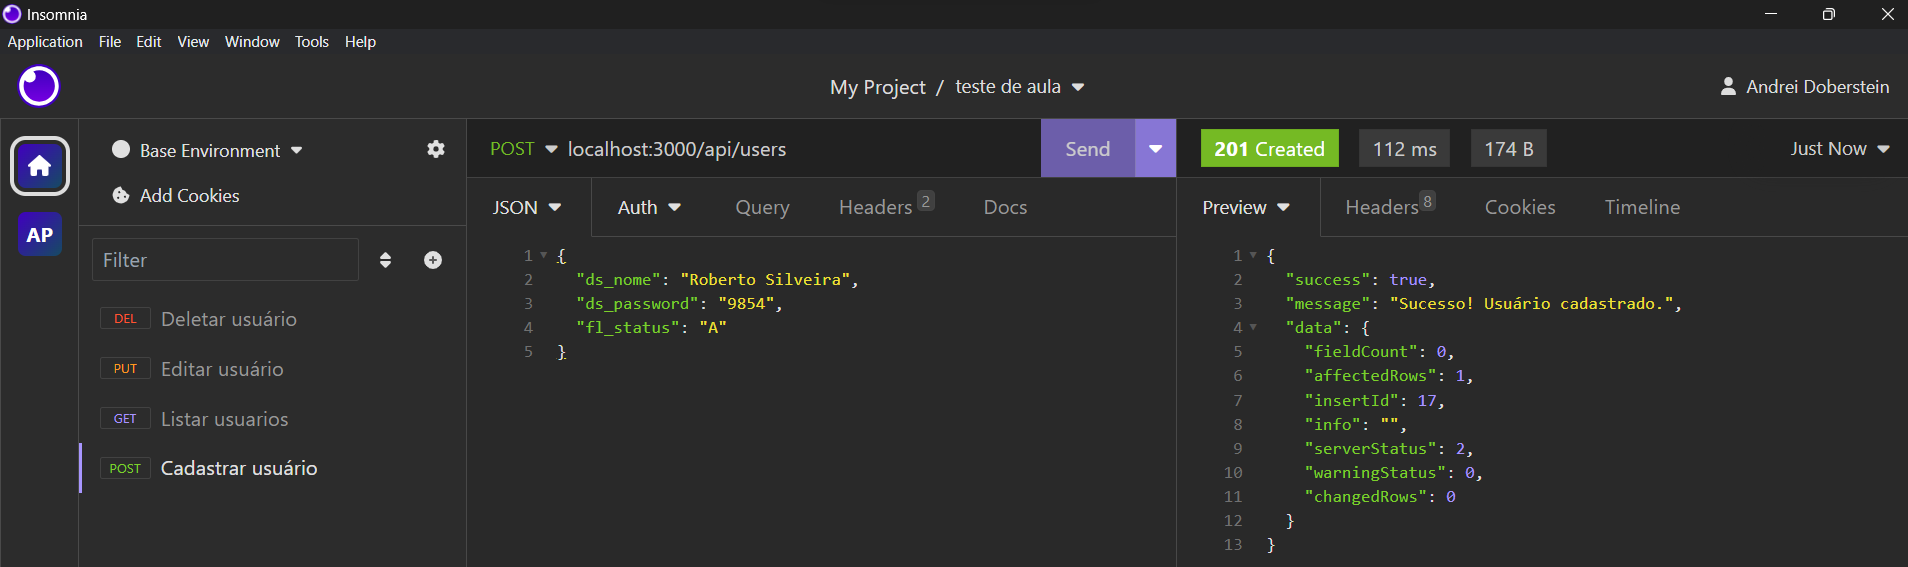 Insomnia
Application File Edit View Window Tools Help
My Project / teste de aula
Andrei Doberstein
AP
Base Environment
Add Cookies
Filter
DEL Deletar usuário
PUT Editar usuário
GET Listar usuarios
POST Cadastrar usuário
POST localhost:3000/api/users Send
JSON Auth Query Headers 2 Docs
1 {
2 "ds_nome": "Roberto Silveira",
3 "ds_password": "9854",
4 "fl_status": "A"
5 }
201 Created 112 ms 174 B Just Now
Preview Headers 8 Cookies Timeline
1 {
2 "success": true,
3 "message": "Sucesso! Usuário cadastrado.",
4 "data": {
5 "fieldCount": 0,
6 "affectedRows": 1,
7 "insertId": 17,
8 "info": "",
9 "serverStatus": 2,
10 "warningStatus": 0,
11 "changedRows": 0
12 }
13 }